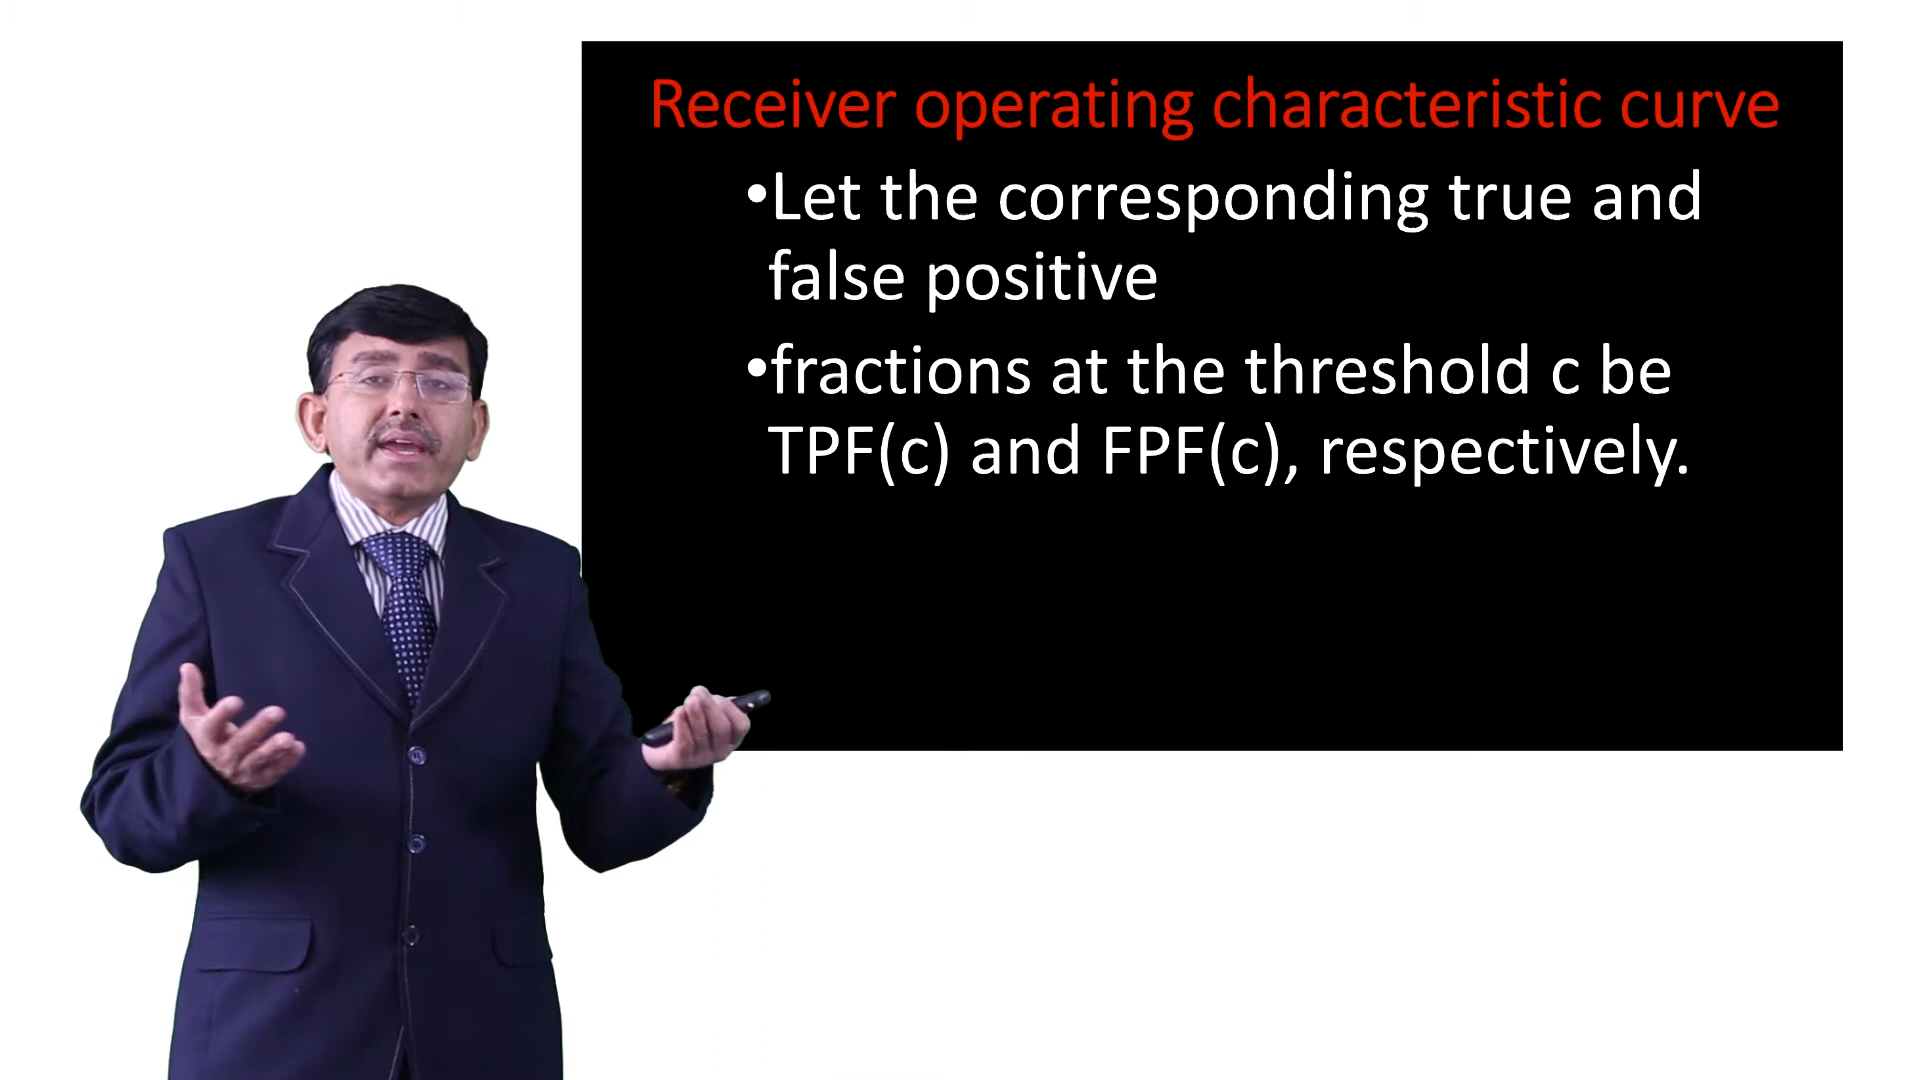 Receiver operating characteristic curve
•Let the corresponding true and
false positive
•fractions at the threshold c be
TPF(c) and FPF(c), respectively.